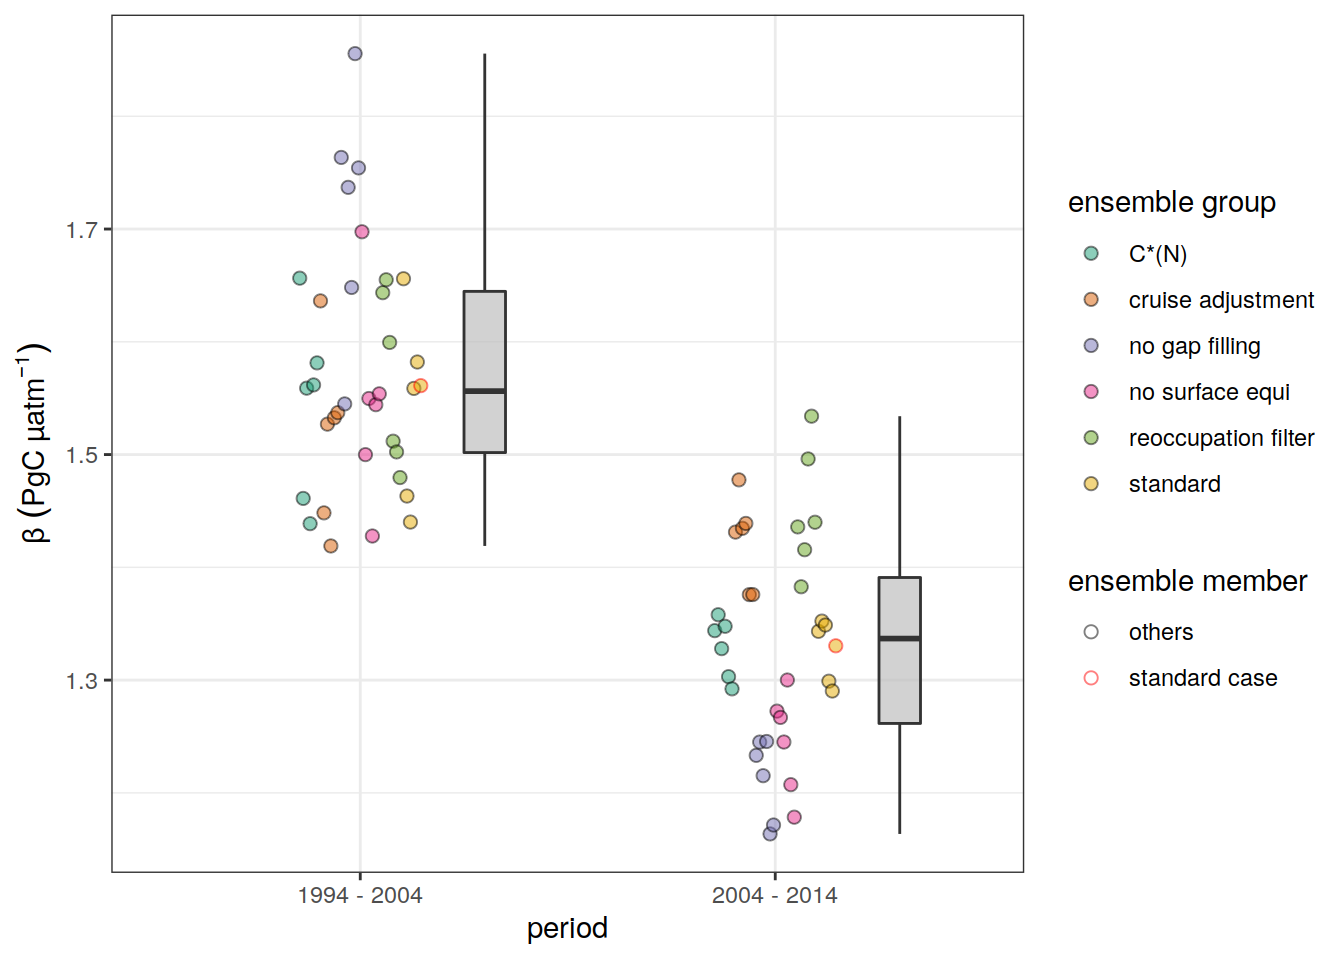 1.7
1.5
1.3
β (PgC µatm⁻¹)
1994 - 2004
2004 - 2014
period
ensemble group
C*(N)
cruise adjustment
no gap filling
no surface equi
reoccupation filter
standard
ensemble member
others
standard case